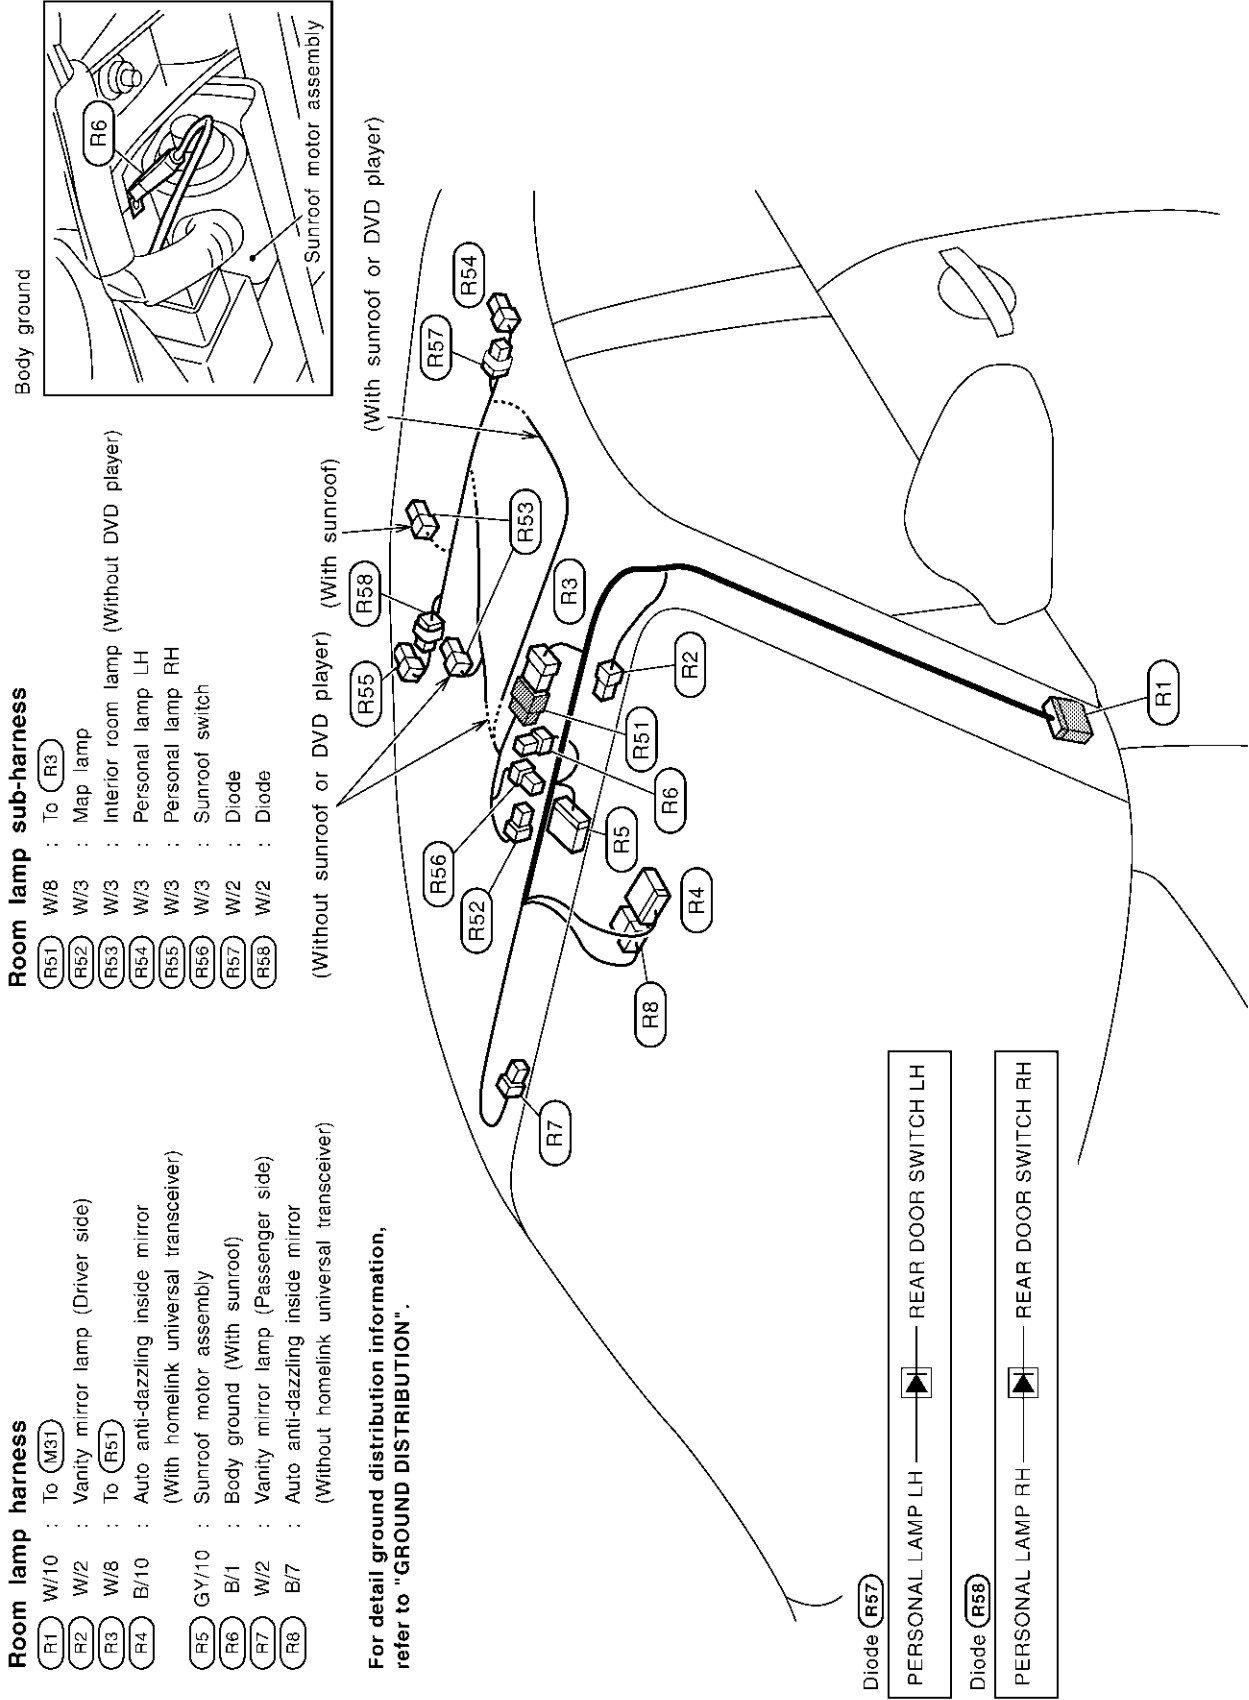 Room lamp harness
R1 W/10 : To M31
R2 W/2 : Vanity mirror lamp (Driver side)
R3 W/8 : To R51
R4 B/10 : Auto anti-dazzling inside mirror
(With homelink universal transceiver)
R5 GY/10 : Sunroof motor assembly
R6 B/1 : Body ground (With sunroof)
R7 W/2 : Vanity mirror lamp (Passenger side)
R8 B/7 : Auto anti-dazzling inside mirror
(Without homelink universal transceiver)
For detail ground distribution information,
refer to "GROUND DISTRIBUTION".
Room lamp sub-harness
R51 W/8 : To R3
R52 W/3 : Map lamp
R53 W/3 : Interior room lamp (Without DVD player)
R54 W/3 : Personal lamp LH
R55 W/3 : Personal lamp RH
R56 W/3 : Sunroof switch
R57 W/2 : Diode
R58 W/2 : Diode
Body ground
R6
Sunroof motor assembly
(Without sunroof or DVD player)
(With sunroof)
(With sunroof or DVD player)
R55
R58
R57
R54
R53
R3
R56
R52
R51
R2
R6
R5
R4
R8
R7
R1
Diode R57
PERSONAL LAMP LH
REAR DOOR SWITCH LH
Diode R58
PERSONAL LAMP RH
REAR DOOR SWITCH RH